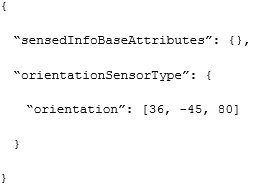 {
“sensedInfoBaseAttributes”: {},
“orientationSensorType”: {
“orientation”: [36, -45, 80]
}
}